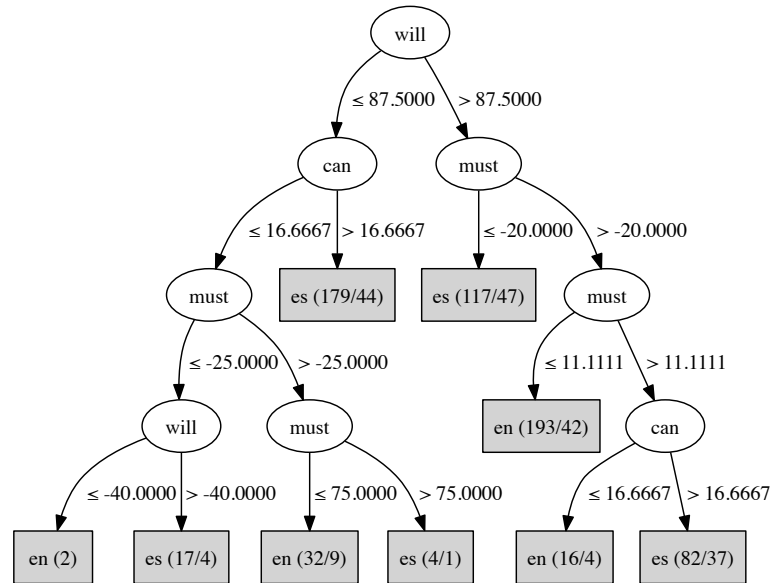 will
≤ 87.5000 > 87.5000
can must
≤ 16.6667 > 16.6667 ≤ -20.0000 > -20.0000
must es (179/44) es (117/47) must
≤ -25.0000 > -25.0000 ≤ 11.1111 > 11.1111
will must en (193/42) can
≤ -40.0000 > -40.0000 ≤ 75.0000 > 75.0000 ≤ 16.6667 > 16.6667
en (2) es (17/4) en (32/9) es (4/1) en (16/4) es (82/37)